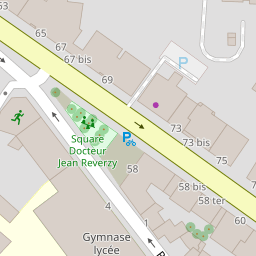 63
65
67
67 bis
69
P
73
73 bis
75
P
Square
Docteur
Jean Reverzy
58
58 bis
58 ter
60
4
1
Gymnase
lycée